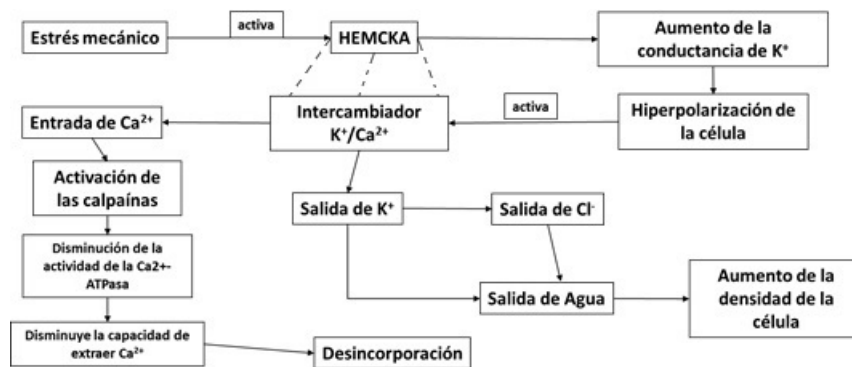 Estrés mecánico
activa
HEMCKA
Aumento de la
conductancia de K⁺
Entrada de Ca²⁺
Intercambiador
K⁺/Ca²⁺
activa
Hiperpolarización de
la célula
Activación de
las calpaínas
Salida de K⁺
Salida de Cl⁻
Disminución de la
actividad de la Ca2+-
ATPasa
Salida de Agua
Aumento de la
densidad de la
célula
Disminuye la capacidad de
extraer Ca²⁺
Desincorporación